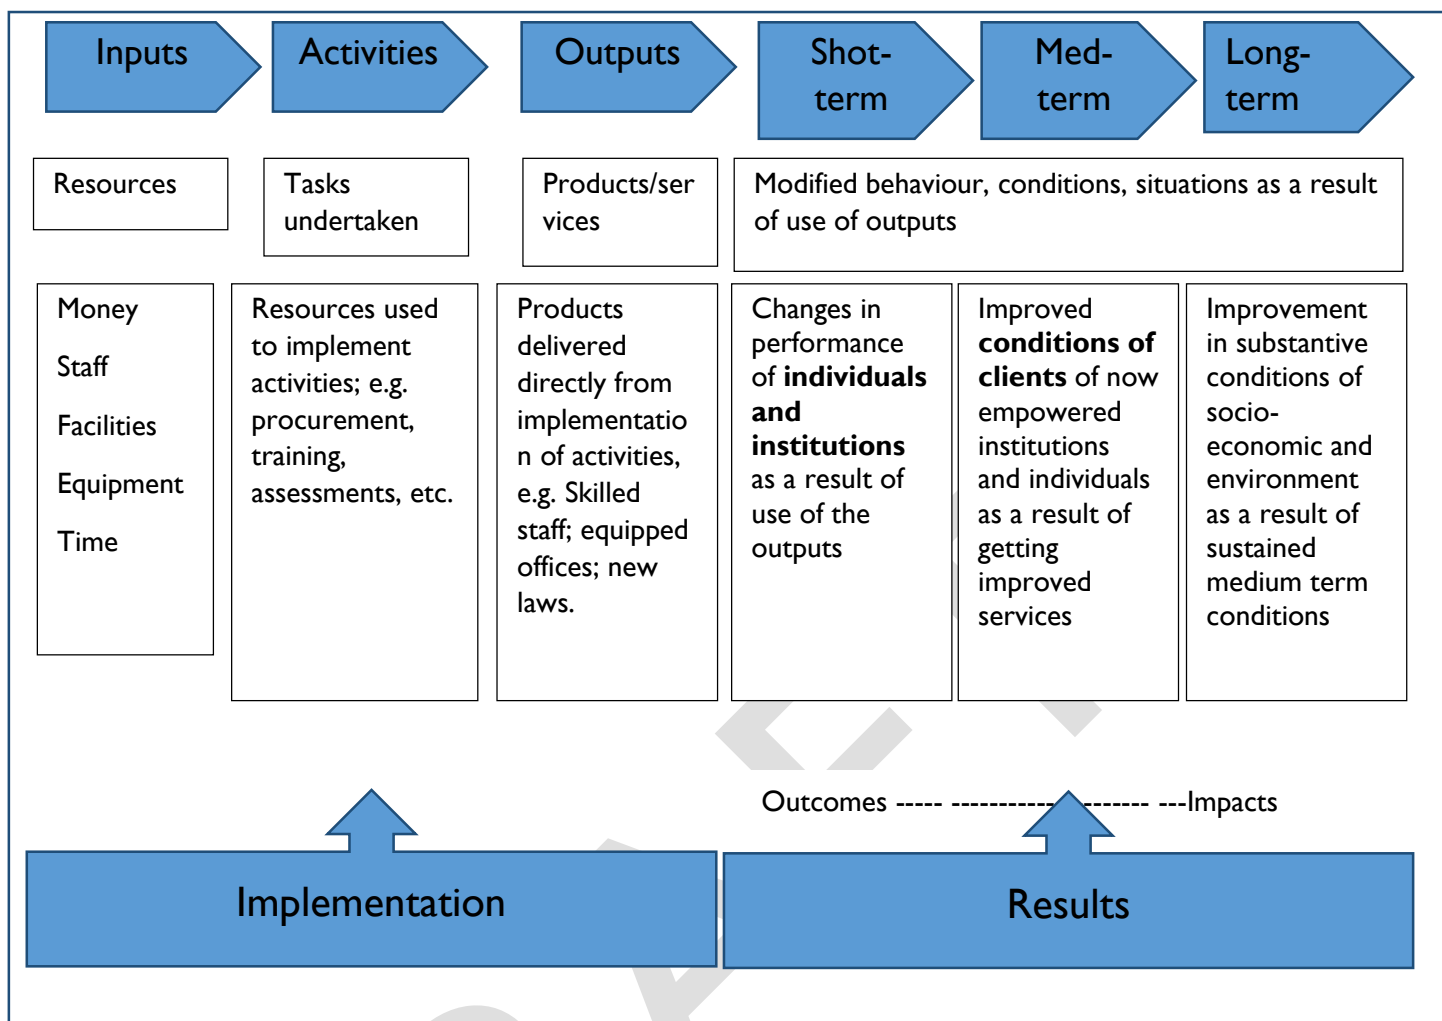 Inputs
Activities
Outputs
Shot-
term
Med-
term
Long-
term
Resources
Tasks
undertaken
Products/ser
vices
Modified behaviour, conditions, situations as a result
of use of outputs
Money
Staff
Facilities
Equipment
Time
Resources used
to implement
activities; e.g.
procurement,
training,
assessments, etc.
Products
delivered
directly from
implementatio
n of activities,
e.g. Skilled
staff; equipped
offices; new
laws.
Changes in
performance
of individuals
and
institutions
as a result of
use of the
outputs
Improved
conditions of
clients of now
empowered
institutions
and individuals
as a result of
getting
improved
services
Improvement
in substantive
conditions of
socio-
economic and
environment
as a result of
sustained
medium term
conditions
Outcomes ----- --------------------- ---Impacts
Implementation
Results